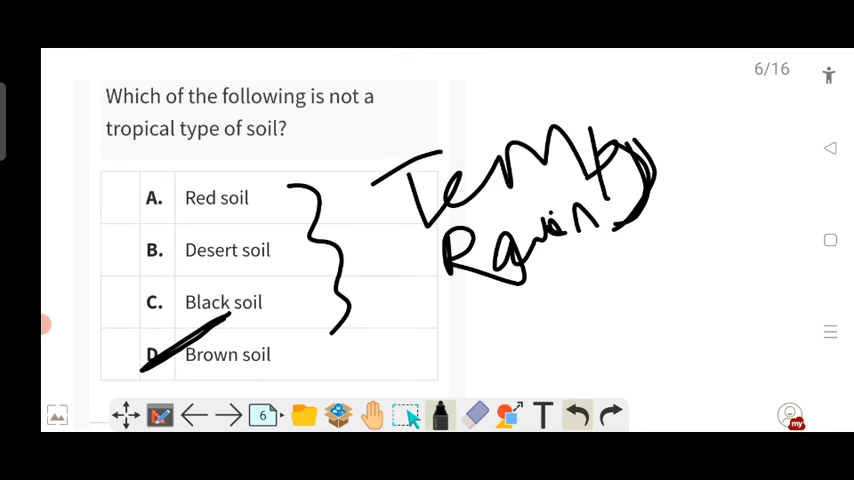 6/16
Which of the following is not a
tropical type of soil?
A. Red soil
B. Desert soil
C. Black soil
D. Brown soil
Temp
Rain
6
T
my